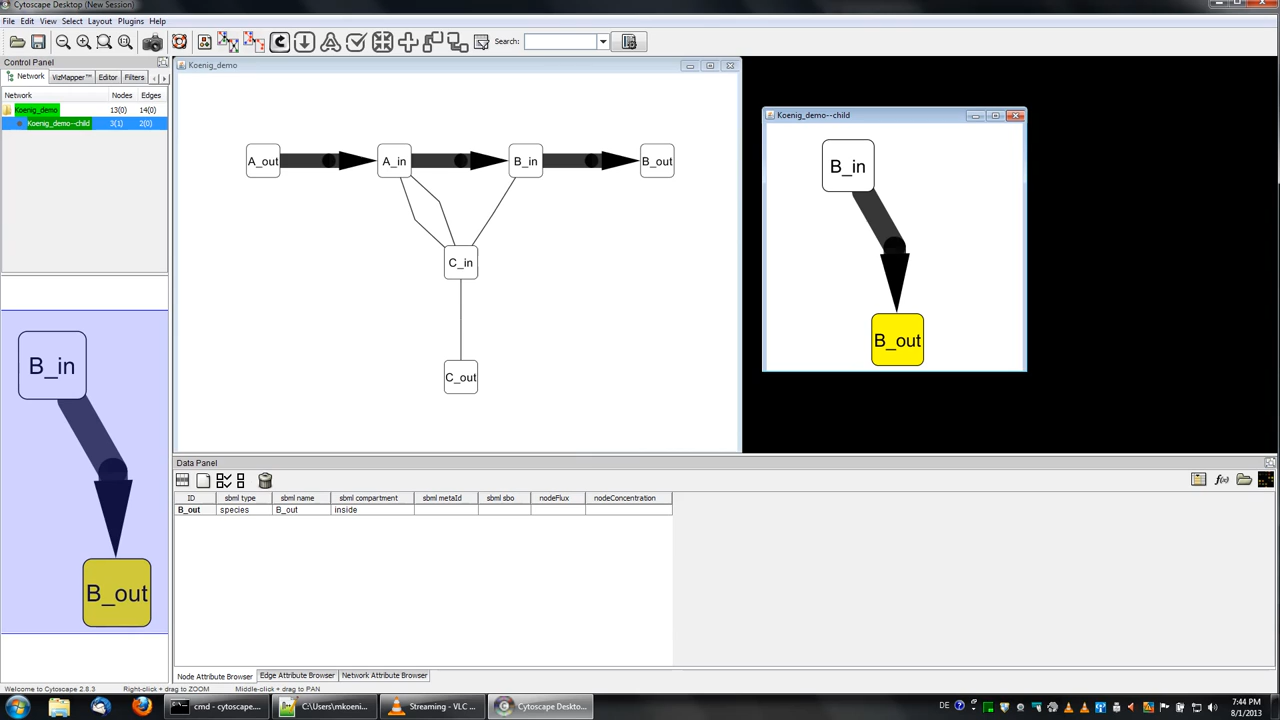 Cytoscape Desktop (New Session)
File Edit View Select Layout Plugins Help
Search:
Control Panel
Network VizMapper™ Editor Filters
Network Nodes Edges
Koenig_demo 13(0) 14(0)
Koenig_demo--child 3(1) 2(0)
B_in
B_out
Koenig_demo
A_out A_in B_in B_out
C_in
C_out
Koenig_demo--child
B_in
B_out
Data Panel
f(x)
ID sbml type sbml name sbml compartment sbml metaId sbml sbo nodeFlux nodeConcentration
B_out species B_out inside
Node Attribute Browser Edge Attribute Browser Network Attribute Browser
Welcome to Cytoscape 2.8.3 Right-click + drag to ZOOM Middle-click + drag to PAN
cmd - cytoscape.... C:\Users\mkoeni... Streaming - VLC ... Cytoscape Deskto... DE 7:44 PM
8/1/2013